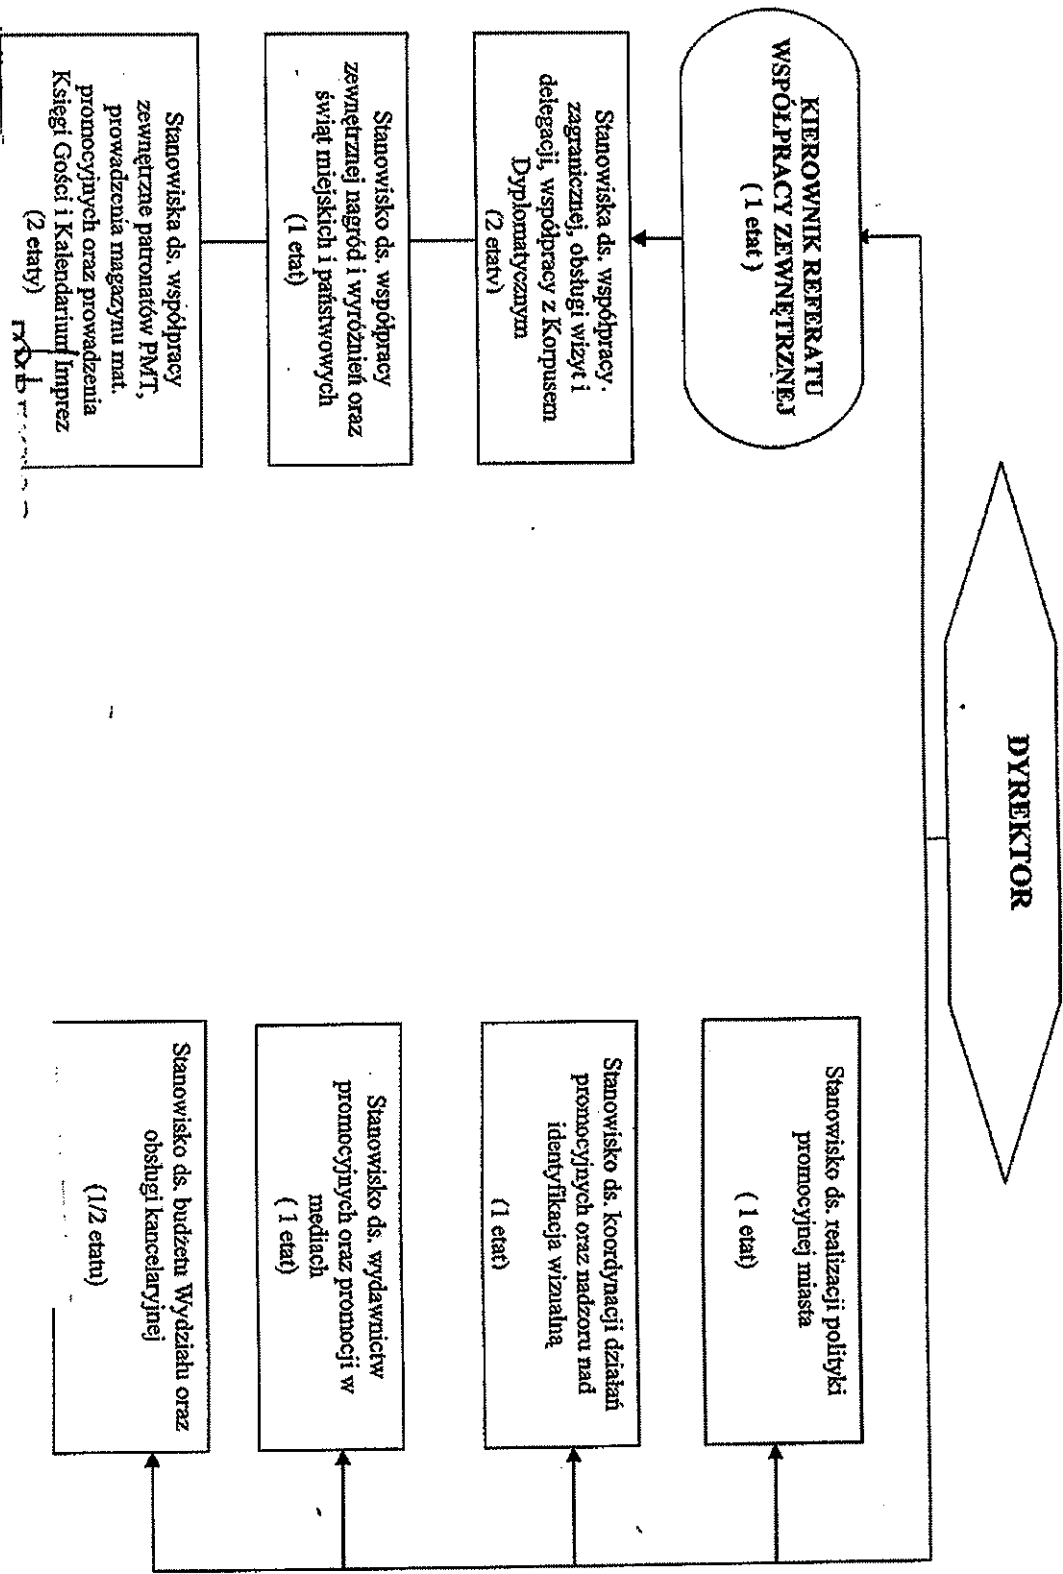 DYREKTOR
KIEROWNIK REFERATU
WSPÓŁPRACY ZEWNĘTRZNEJ
( 1 etat )
Stanowiska ds. współpracy
zagranicznej, obsługi wizyt i
delegacji, współpracy z Korpusem
Dyplomatycznym
(2 etaty)
Stanowisko ds. współpracy
zewnętrznej nagród i wyróżnień oraz
świąt miejskich i państwowych
(1 etat)
Stanowiska ds. współpracy
zewnętrzne patronatów PMT,
prowadzenia magazynu mat.
promocyjnych oraz prowadzenia
Księgi Gości i Kalendarium Imprez
(2 etaty)
Stanowisko ds. realizacji polityki
promocyjnej miasta
( 1 etat)
Stanowisko ds. koordynacji działań
promocyjnych oraz nadzoru nad
identyfikacja wizualną
(1 etat)
Stanowisko ds. wydawnictw
promocyjnych oraz promocji w
mediach
( 1 etat)
Stanowisko ds. budżetu Wydziału oraz
obsługi kancelaryjnej
(1/2 etatu)